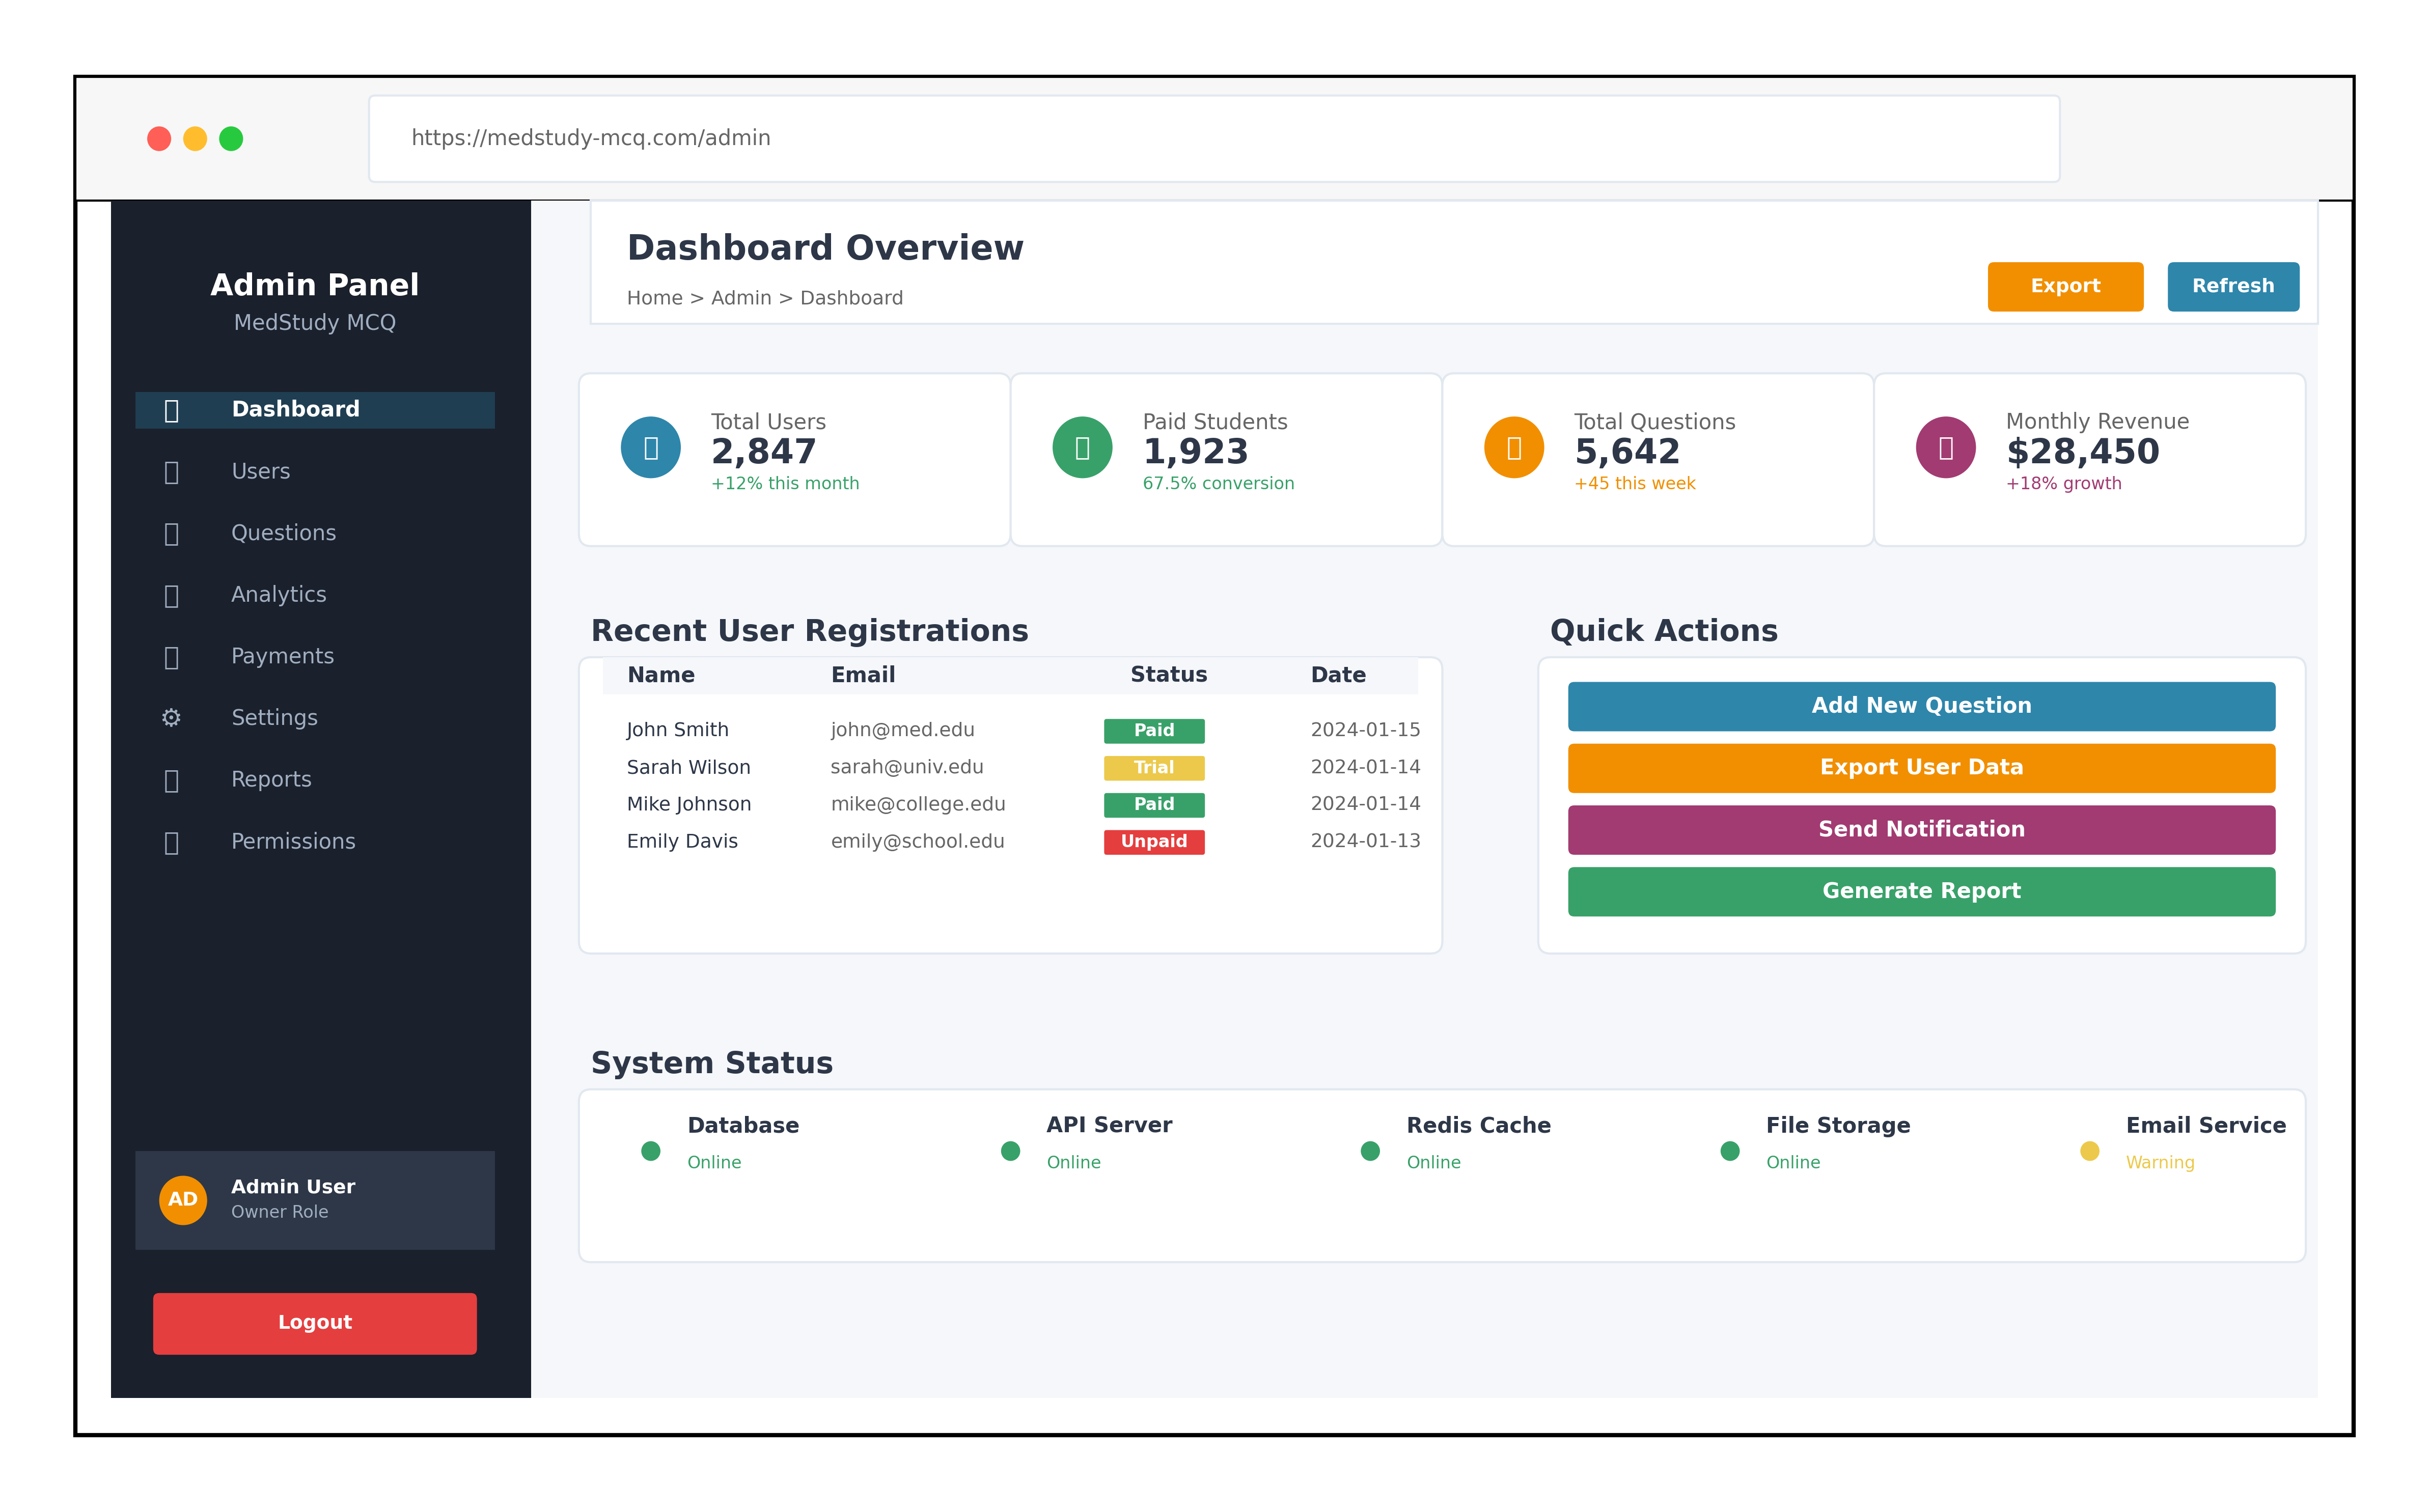 https://medstudy-mcq.com/admin
Admin Panel
MedStudy MCQ
Dashboard
Users
Questions
Analytics
Payments
Settings
Reports
Permissions
AD
Admin User
Owner Role
Logout
Dashboard Overview
Home > Admin > Dashboard
Export
Refresh
Total Users
2,847
+12% this month
Paid Students
1,923
67.5% conversion
Total Questions
5,642
+45 this week
Monthly Revenue
$28,450
+18% growth
Recent User Registrations
Name Email Status Date
John Smith john@med.edu Paid 2024-01-15
Sarah Wilson sarah@univ.edu Trial 2024-01-14
Mike Johnson mike@college.edu Paid 2024-01-14
Emily Davis emily@school.edu Unpaid 2024-01-13
Quick Actions
Add New Question
Export User Data
Send Notification
Generate Report
System Status
Database
Online
API Server
Online
Redis Cache
Online
File Storage
Online
Email Service
Warning